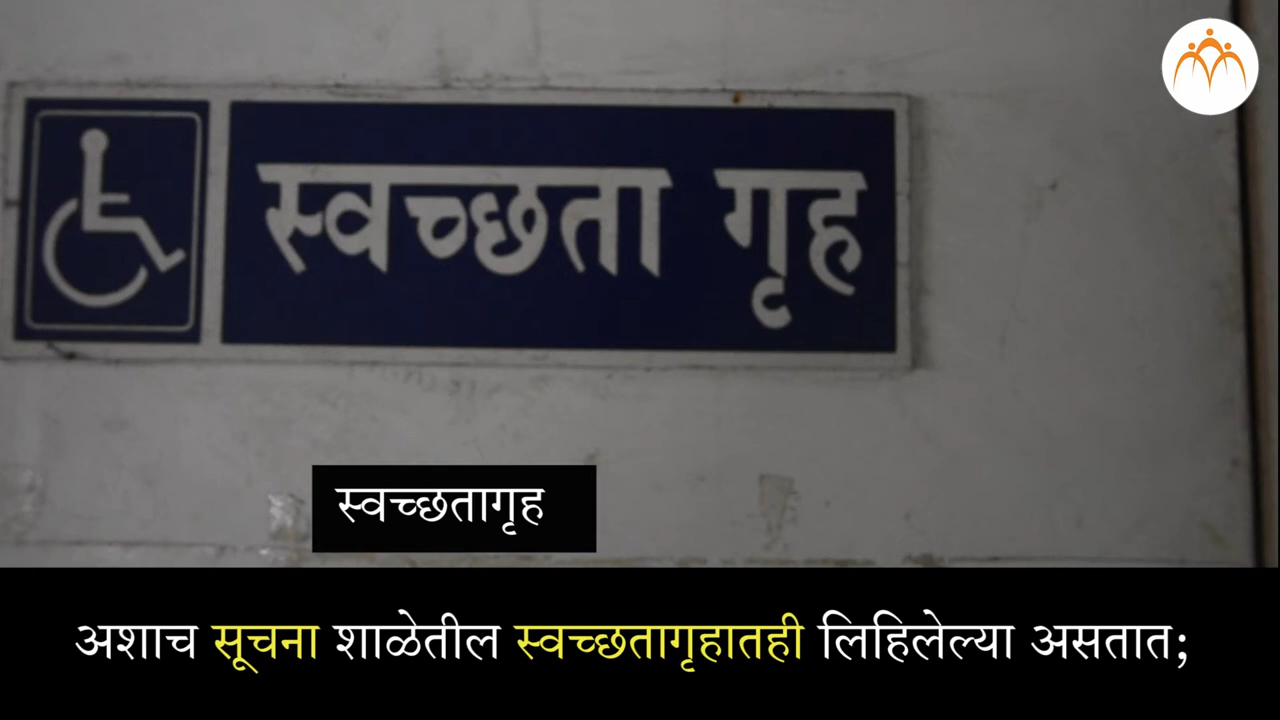 स्वच्छता गृह
स्वच्छतागृह
अशाच सूचना शाळेतील स्वच्छतागृहातही लिहिलेल्या असतात;